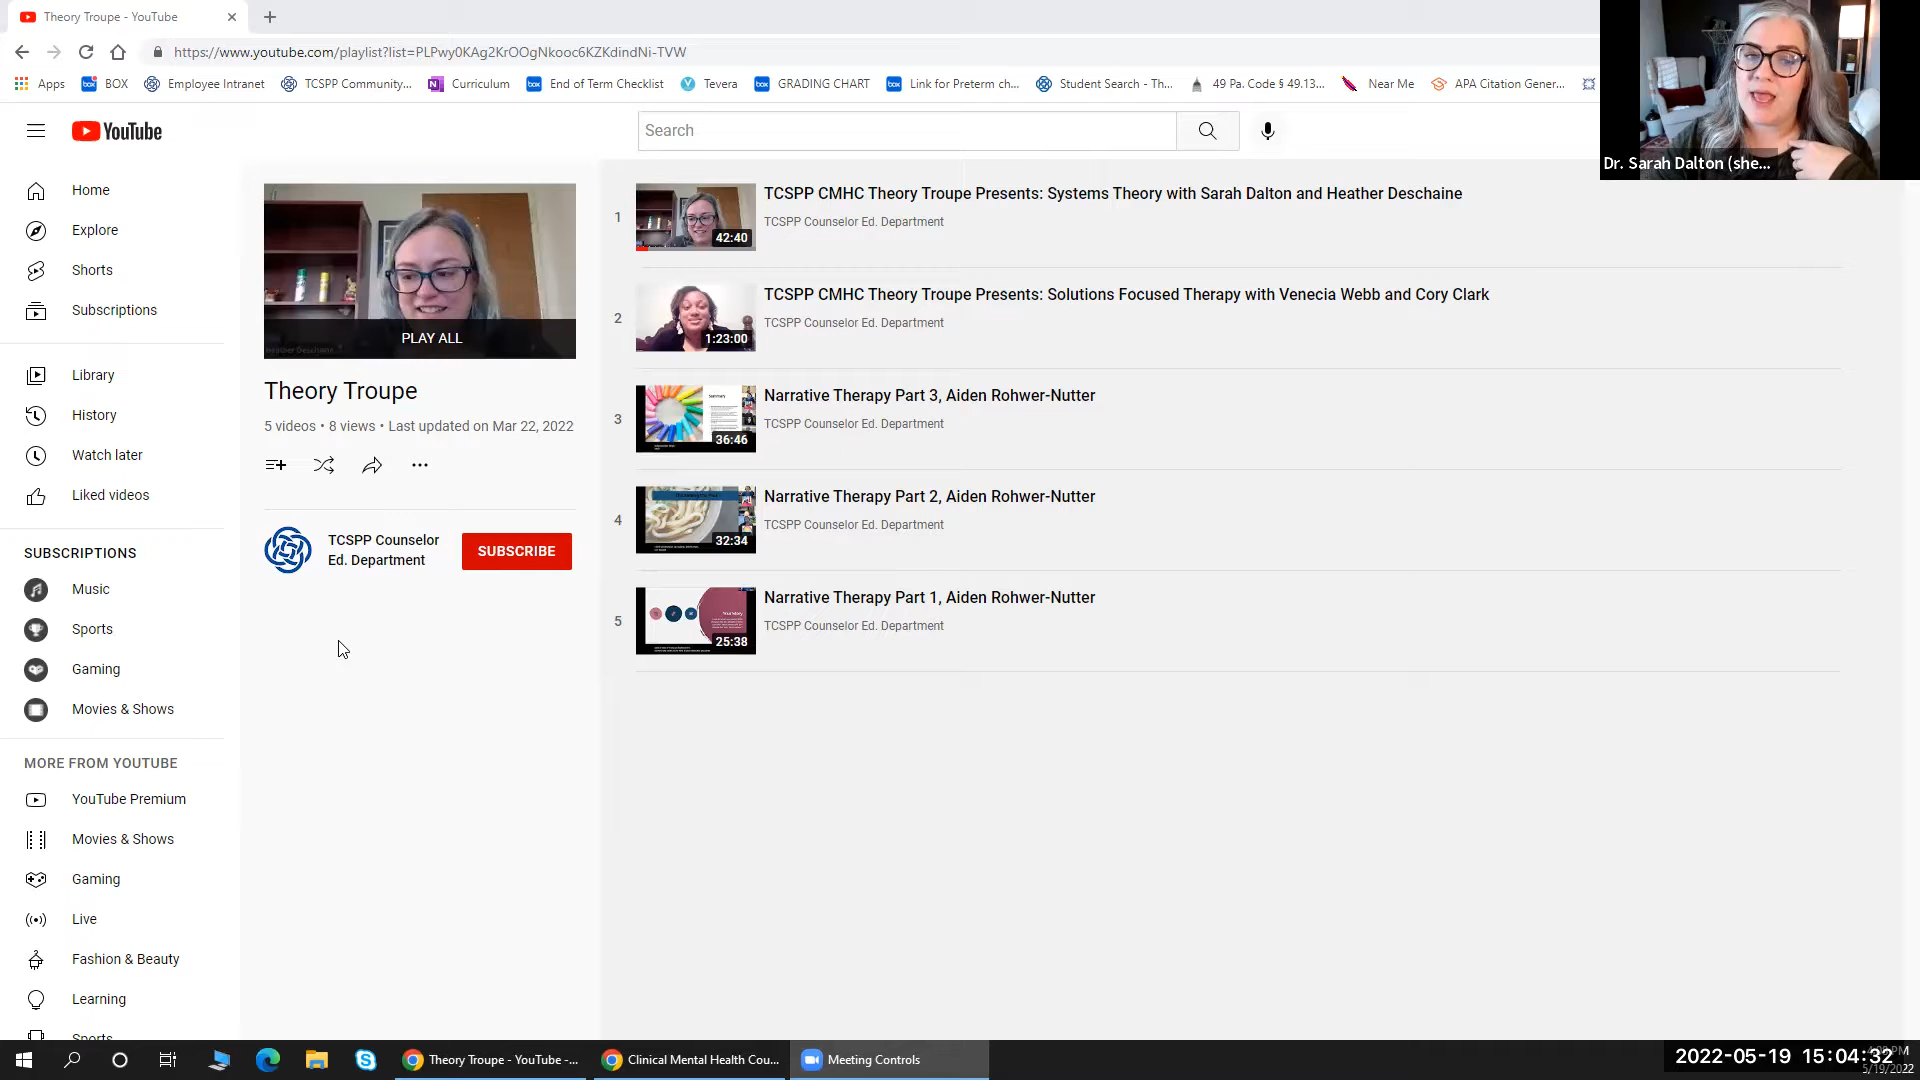 Theory Troupe - YouTube
https://www.youtube.com/playlist?list=PLPwy0KAg2KrOOgNkooc6KZKdindNi-TVW
Apps BOX Employee Intranet TCSPP Community... Curriculum End of Term Checklist Tevera GRADING CHART Link for Preterm ch... Student Search - Th... 49 Pa. Code § 49.13... Near Me APA Citation Gener...
Dr. Sarah Dalton (she...
YouTube
Search
Home
Explore
Shorts
Subscriptions
Library
History
Watch later
Liked videos
SUBSCRIPTIONS
Music
Sports
Gaming
Movies & Shows
MORE FROM YOUTUBE
YouTube Premium
Movies & Shows
Gaming
Live
Fashion & Beauty
Learning
Sports
Heather Deschaine
PLAY ALL
Theory Troupe
5 videos • 8 views • Last updated on Mar 22, 2022
TCSPP Counselor
Ed. Department
SUBSCRIBE
1
42:40
TCSPP CMHC Theory Troupe Presents: Systems Theory with Sarah Dalton and Heather Deschaine
TCSPP Counselor Ed. Department
2
1:23:00
TCSPP CMHC Theory Troupe Presents: Solutions Focused Therapy with Venecia Webb and Cory Clark
TCSPP Counselor Ed. Department
3
Summary
36:46
Narrative Therapy Part 3, Aiden Rohwer-Nutter
TCSPP Counselor Ed. Department
4
32:34
Narrative Therapy Part 2, Aiden Rohwer-Nutter
TCSPP Counselor Ed. Department
5
25:38
Narrative Therapy Part 1, Aiden Rohwer-Nutter
TCSPP Counselor Ed. Department
Theory Troupe - YouTube -...
Clinical Mental Health Cou...
Meeting Controls
2022-05-19 15:04:32
5/19/2022